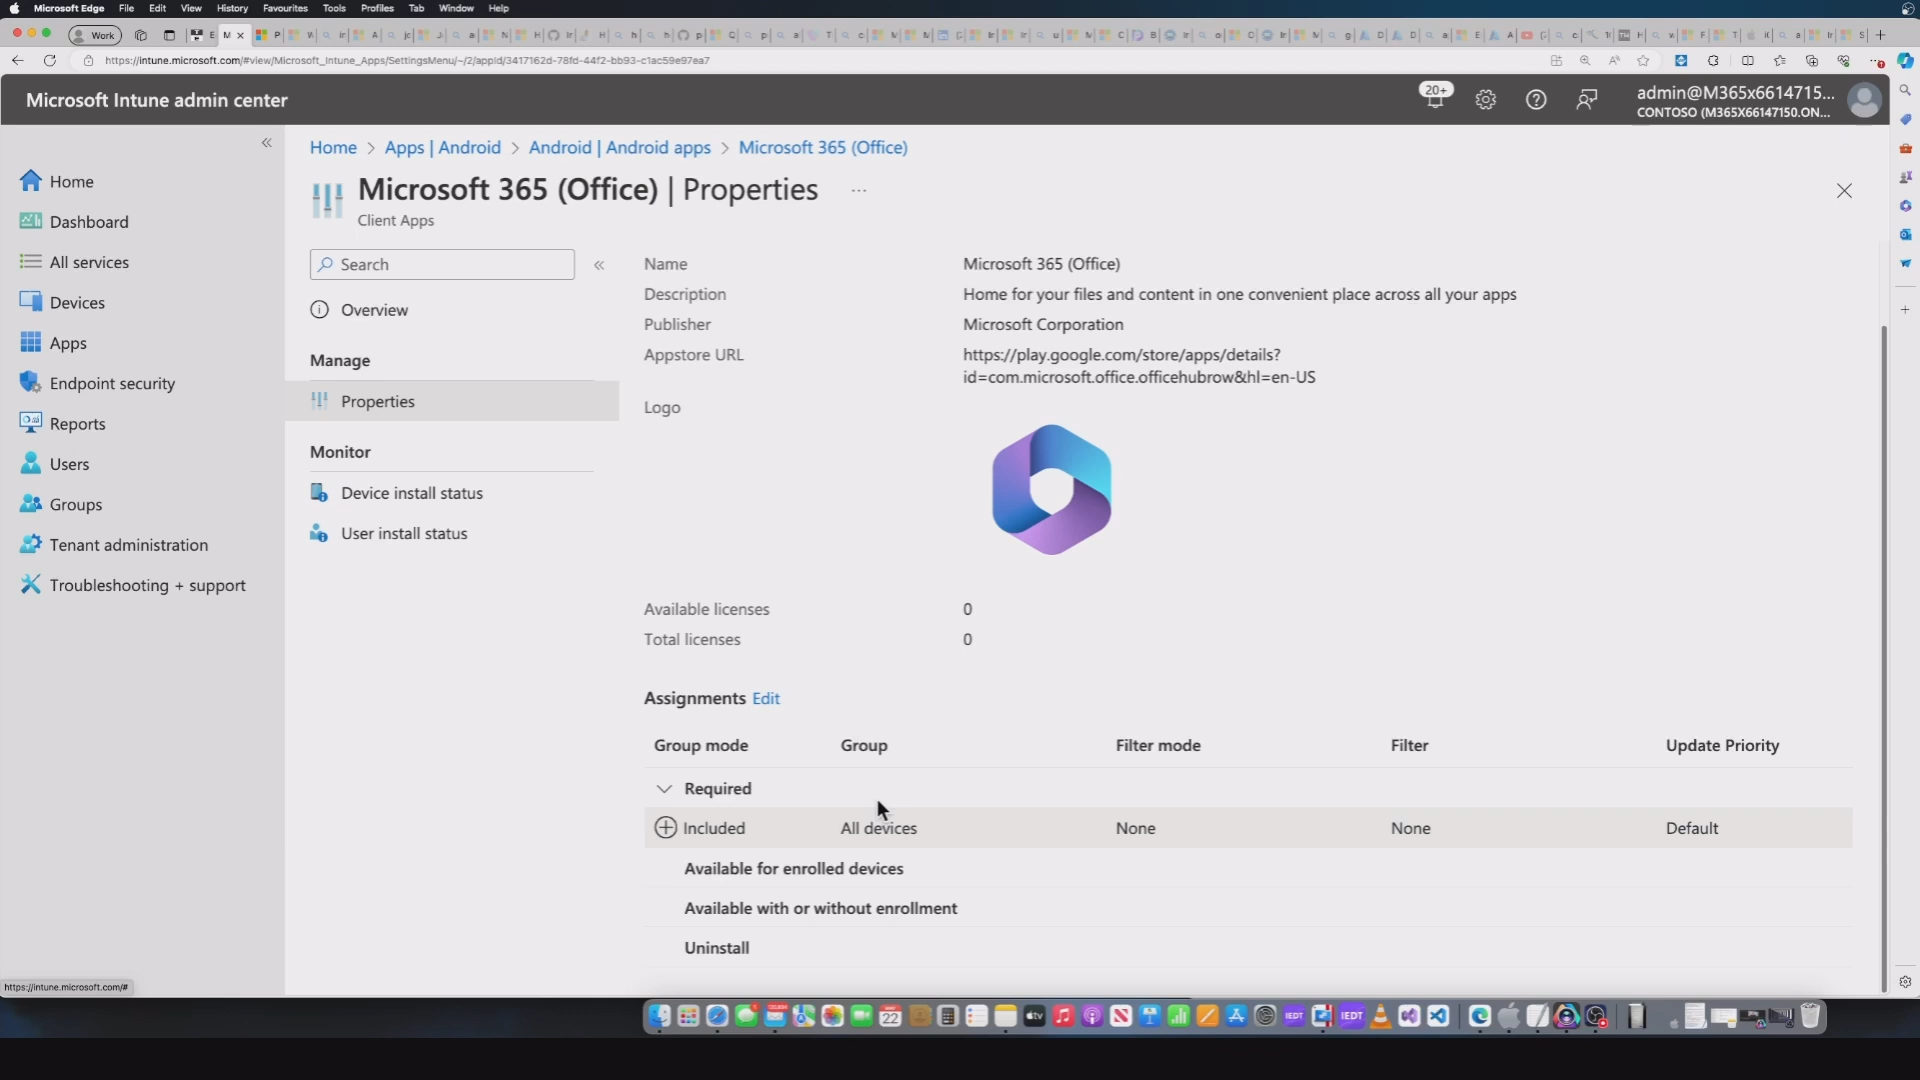 Microsoft Edge File Edit View History Favourites Tools Profiles Tab Window Help
Work
https://intune.microsoft.com/#view/Microsoft_Intune_Apps/SettingsMenu/~/2/appId/3417162d-78fd-44f2-bb93-c1ac59e97ea7
Microsoft Intune admin center
20+
admin@M365x6614715...
CONTOSO (M365X66147150.ON...
Home > Apps | Android > Android | Android apps > Microsoft 365 (Office)
Microsoft 365 (Office) | Properties ...
Client Apps
Home
Dashboard
All services
Devices
Apps
Endpoint security
Reports
Users
Groups
Tenant administration
Troubleshooting + support
Search
Overview
Manage
Properties
Monitor
Device install status
User install status
Name Microsoft 365 (Office)
Description Home for your files and content in one convenient place across all your apps
Publisher Microsoft Corporation
Appstore URL https://play.google.com/store/apps/details?
id=com.microsoft.office.officehubrow&hl=en-US
Logo
Available licenses 0
Total licenses 0
Assignments Edit
Group mode Group Filter mode Filter Update Priority
Required
Included All devices None None Default
Available for enrolled devices
Available with or without enrollment
Uninstall
https://intune.microsoft.com/#
22
tv
IEDT
IEDT